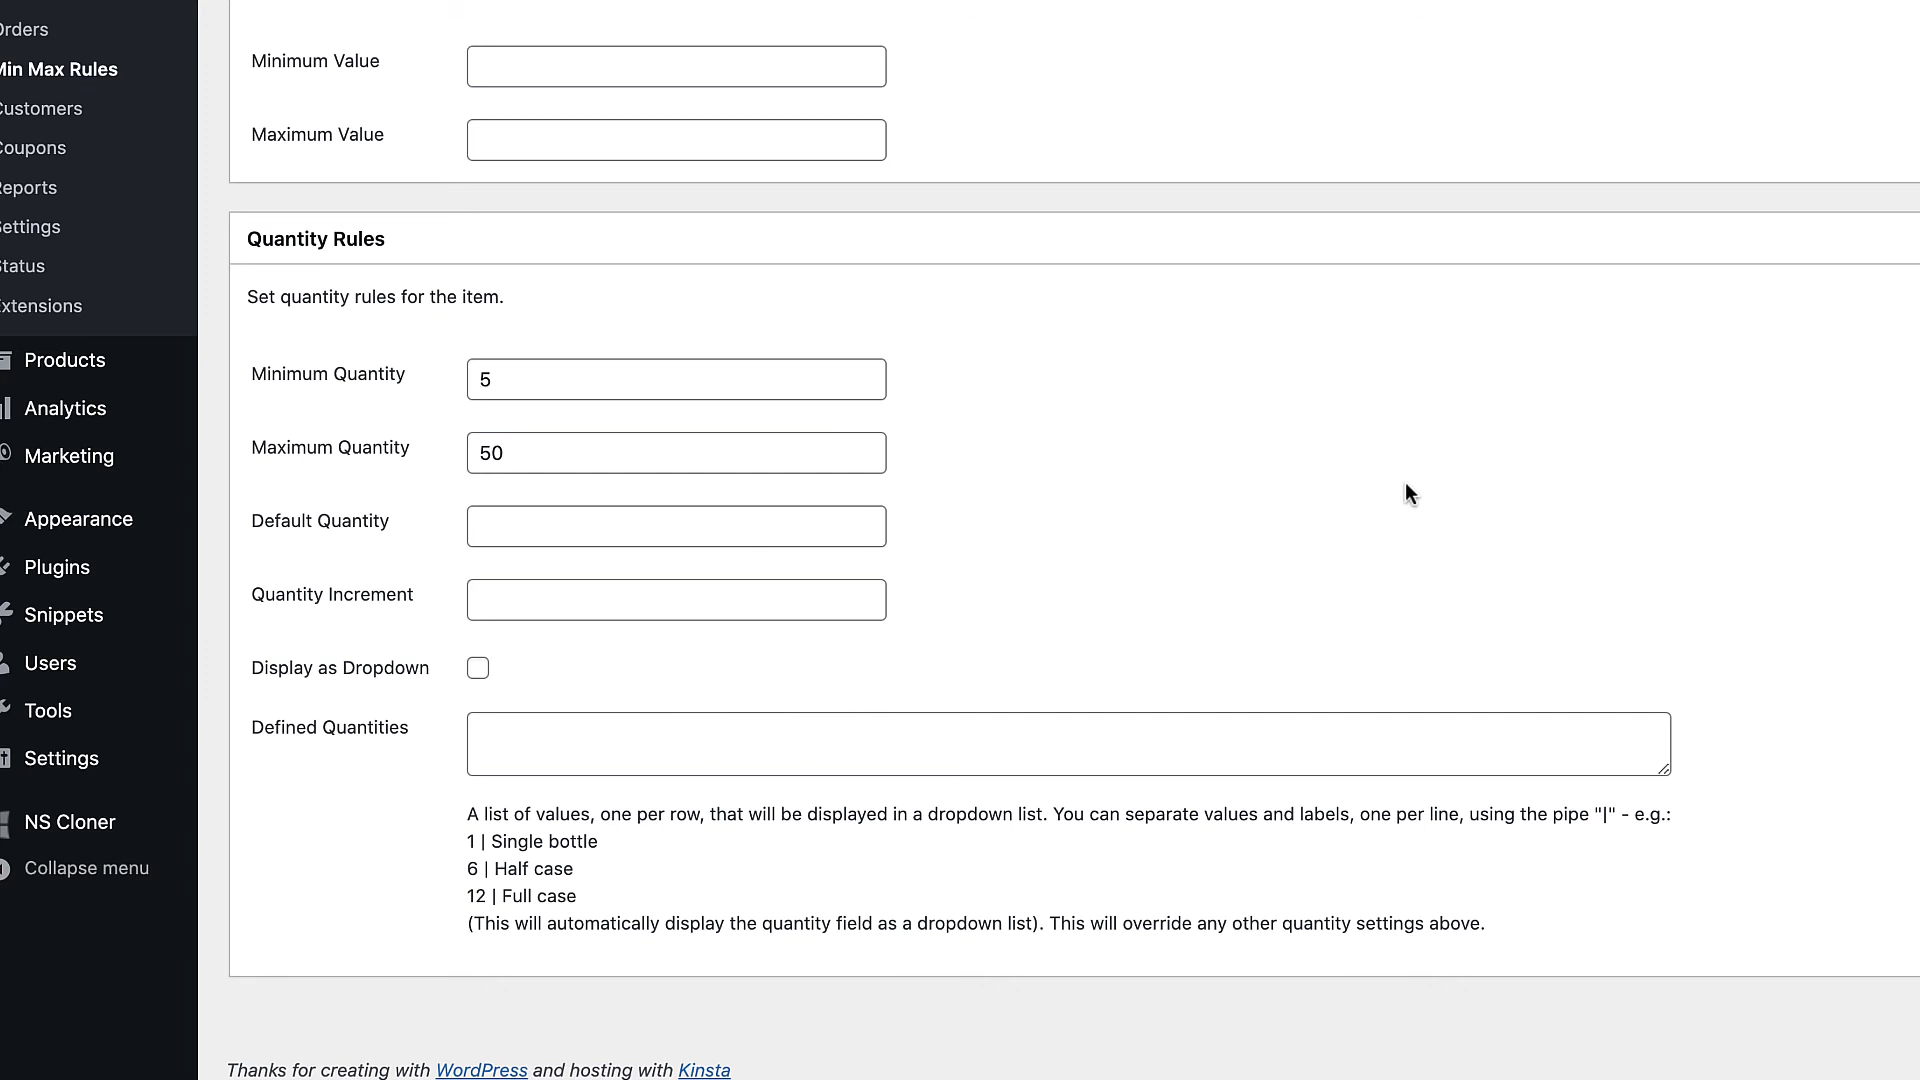 Orders
Min Max Rules
Customers
Coupons
Reports
Settings
Status
Extensions
Products
Analytics
Marketing
Appearance
Plugins
Snippets
Users
Tools
Settings
NS Cloner
Collapse menu
Minimum Value
Maximum Value
Quantity Rules
Set quantity rules for the item.
Minimum Quantity 5
Maximum Quantity 50
Default Quantity
Quantity Increment
Display as Dropdown
Defined Quantities
A list of values, one per row, that will be displayed in a dropdown list. You can separate values and labels, one per line, using the pipe "|" - e.g.:
1 | Single bottle
6 | Half case
12 | Full case
(This will automatically display the quantity field as a dropdown list). This will override any other quantity settings above.
Thanks for creating with WordPress and hosting with Kinsta